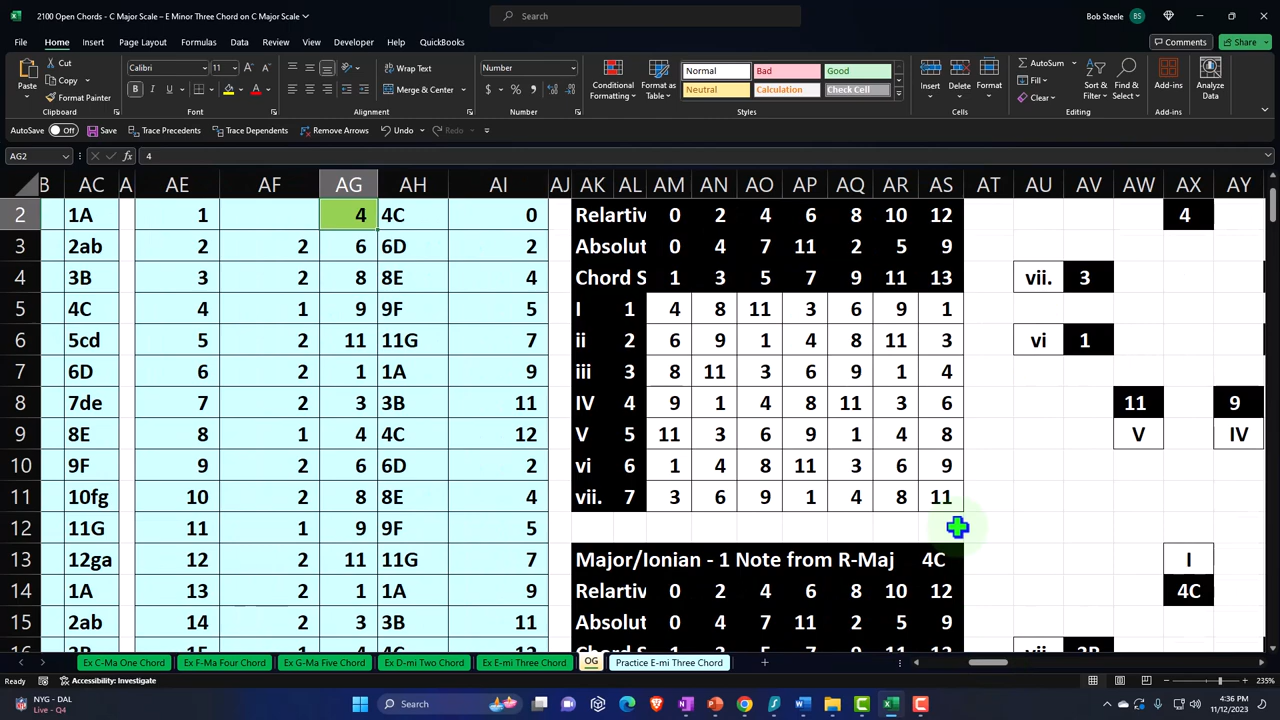 2100 Open Chords - C Major Scale – E Minor Three Chord on C Major Scale
Search
Bob Steele BS
File Home Insert Page Layout Formulas Data Review View Developer Automate Help QuickBooks
Comments Share
Paste
Cut
Copy
Format Painter
Clipboard
Calibri 11
Font
Wrap Text
Merge & Center
Alignment
Number
Number
Conditional Formatting
Format as Table
Normal Bad Good
Neutral Calculation Check Cell
Styles
Insert Delete Format
Cells
AutoSum
Fill
Clear
Sort & Filter
Find & Select
Editing
Add-ins
Add-ins
Analyze Data
AutoSave Off Save Trace Precedents Trace Dependents Remove Arrows Undo Redo
AG2 fx 4
B AC A AE AF AG AH AI AJ AK AL AM AN AO AP AQ AR AS AT AU AV AW AX AY
2 1A 1 4 4C 0 Relartiv 0 2 4 6 8 10 12 4
3 2ab 2 2 6 6D 2 Absolut 0 4 7 11 2 5 9
4 3B 3 2 8 8E 4 Chord S 1 3 5 7 9 11 13 vii. 3
5 4C 4 1 9 9F 5 I 1 4 8 11 3 6 9 1
6 5cd 5 2 11 11G 7 ii 2 6 9 1 4 8 11 3 vi 1
7 6D 6 2 1 1A 9 iii 3 8 11 3 6 9 1 4
8 7de 7 2 3 3B 11 IV 4 9 1 4 8 11 3 6 11 9
9 8E 8 1 4 4C 12 V 5 11 3 6 9 1 4 8 V IV
10 9F 9 2 6 6D 2 vi 6 1 4 8 11 3 6 9
11 10fg 10 2 8 8E 4 vii. 7 3 6 9 1 4 8 11
12 11G 11 1 9 9F 5
13 12ga 12 2 11 11G 7 Major/Ionian - 1 Note from R-Maj 4C I
14 1A 13 2 1 1A 9 Relartiv 0 2 4 6 8 10 12 4C
15 2ab 14 2 3 3B 11 Absolut 0 4 7 11 2 5 9
Ex C-Ma One Chord Ex F-Ma Four Chord Ex G-Ma Five Chord Ex D-mi Two Chord Ex E-mi Three Chord OG Practice E-mi Three Chord
Ready Accessibility: Investigate 235%
NYG - DAL
Live - Q4
Search
4:36 PM
11/12/2023